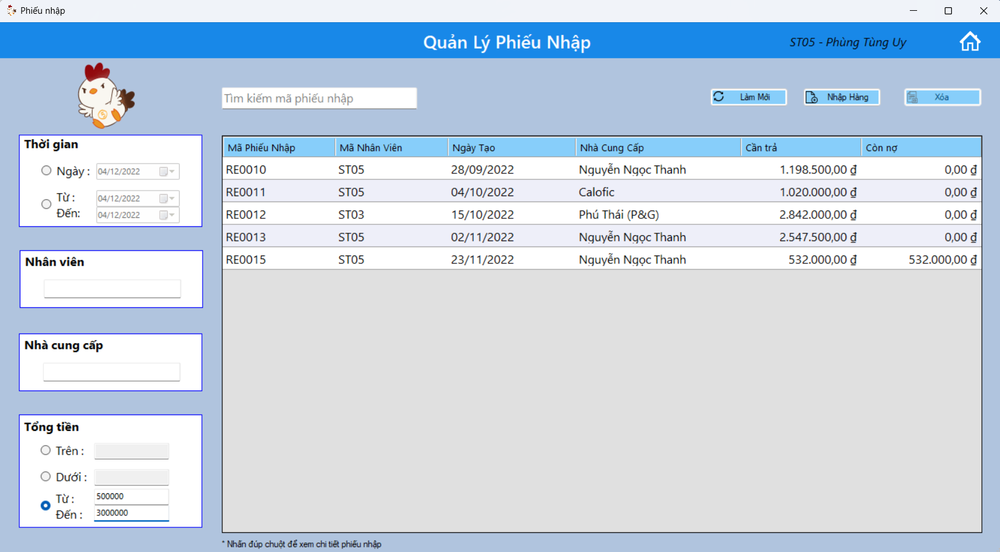 Phiếu nhập
Quản Lý Phiếu Nhập
ST05 - Phùng Tùng Uy
Tìm kiếm mã phiếu nhập
Làm Mới
Nhập Hàng
Xóa
Thời gian
Ngày : 04/12/2022
Từ : 04/12/2022
Đến: 04/12/2022
Nhân viên
Nhà cung cấp
Tổng tiền
Trên :
Dưới :
Từ : 500000
Đến : 3000000
Mã Phiếu Nhập Mã Nhân Viên Ngày Tạo Nhà Cung Cấp Cần trả Còn nợ
RE0010 ST05 28/09/2022 Nguyễn Ngọc Thanh 1.198.500,00 ₫ 0,00 ₫
RE0011 ST05 04/10/2022 Calofic 1.020.000,00 ₫ 0,00 ₫
RE0012 ST03 15/10/2022 Phú Thái (P&G) 2.842.000,00 ₫ 0,00 ₫
RE0013 ST05 02/11/2022 Nguyễn Ngọc Thanh 2.547.500,00 ₫ 0,00 ₫
RE0015 ST05 23/11/2022 Nguyễn Ngọc Thanh 532.000,00 ₫ 532.000,00 ₫
* Nhấn đúp chuột để xem chi tiết phiếu nhập